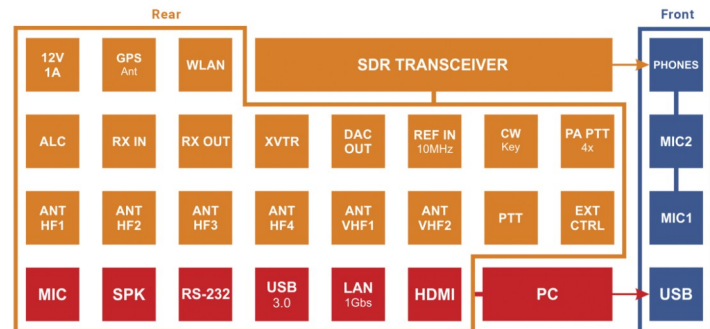 Rear
Front
12V
1A
GPS
Ant
WLAN
SDR TRANSCEIVER
PHONES
ALC
RX IN
RX OUT
XVTR
DAC
OUT
REF IN
10MHz
CW
Key
PA PTT
4x
MIC2
ANT
HF1
ANT
HF2
ANT
HF3
ANT
HF4
ANT
VHF1
ANT
VHF2
PTT
EXT
CTRL
MIC1
MIC
SPK
RS-232
USB
3.0
LAN
1Gbs
HDMI
PC
USB